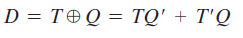 D = T ⊕ Q = TQ′ + T′Q